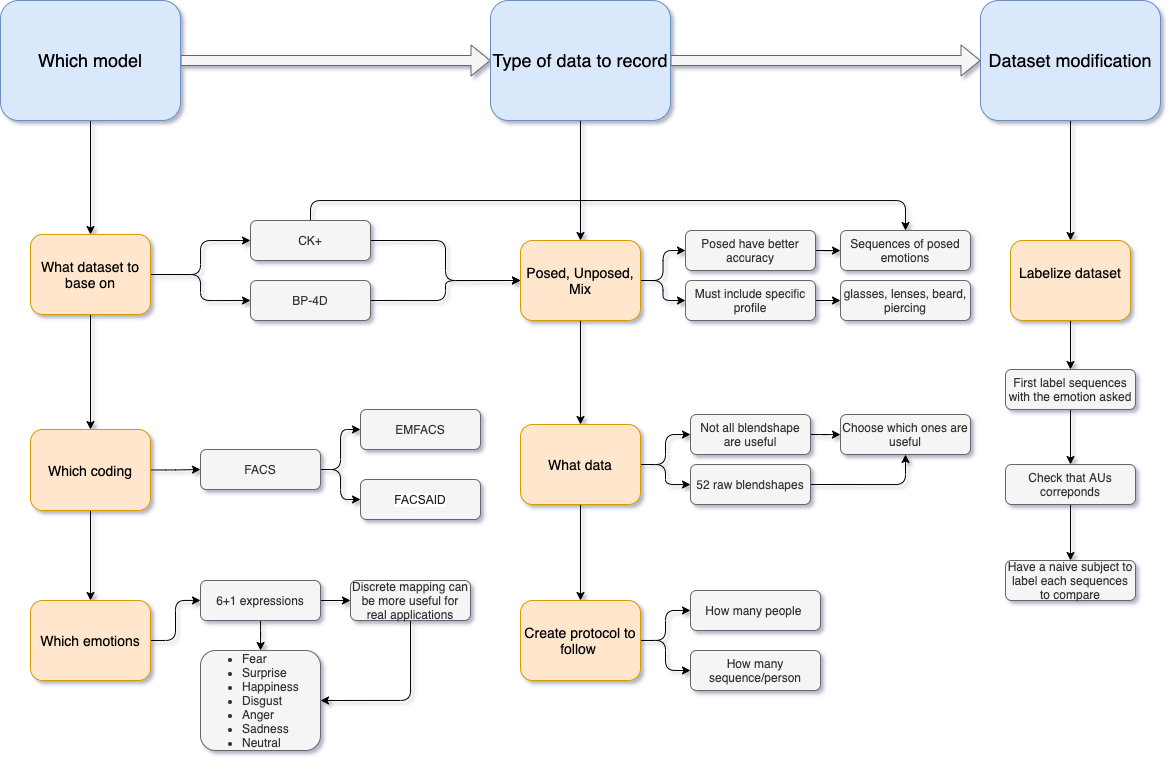 Which model
Type of data to record
Dataset modification
What dataset to
base on
CK+
BP-4D
Posed, Unposed,
Mix
Posed have better
accuracy
Sequences of posed
emotions
Must include specific
profile
glasses, lenses, beard,
piercing
Labelize dataset
First label sequences
with the emotion asked
Check that AUs
correponds
Have a naive subject to
label each sequences
to compare
Which coding
FACS
EMFACS
FACSAID
What data
Not all blendshape
are useful
Choose which ones are
useful
52 raw blendshapes
Which emotions
6+1 expressions
Discrete mapping can
be more useful for
real applications
• Fear
• Surprise
• Happiness
• Disgust
• Anger
• Sadness
• Neutral
Create protocol to
follow
How many people
How many
sequence/person